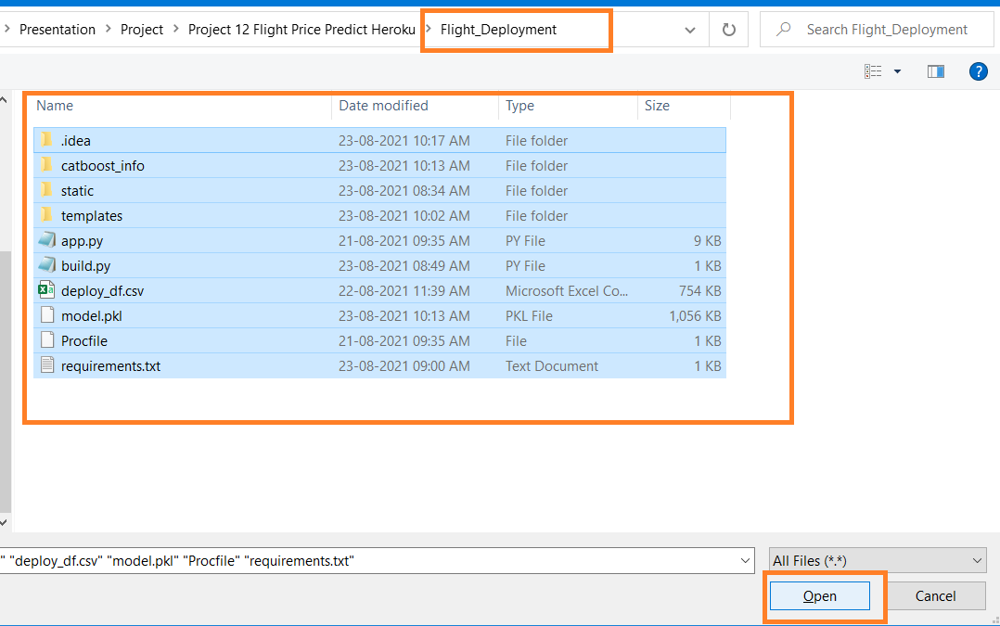 Presentation > Project > Project 12 Flight Price Predict Heroku > Flight_Deployment Search Flight_Deployment
?
Name Date modified Type Size
.idea 23-08-2021 10:17 AM File folder
catboost_info 23-08-2021 10:13 AM File folder
static 23-08-2021 08:34 AM File folder
templates 23-08-2021 10:02 AM File folder
app.py 21-08-2021 09:35 AM PY File 9 KB
build.py 23-08-2021 08:49 AM PY File 1 KB
deploy_df.csv 22-08-2021 11:39 AM Microsoft Excel Co... 754 KB
model.pkl 23-08-2021 10:13 AM PKL File 1,056 KB
Procfile 21-08-2021 09:35 AM File 1 KB
requirements.txt 23-08-2021 09:00 AM Text Document 1 KB
" "deploy_df.csv" "model.pkl" "Procfile" "requirements.txt" All Files (*.*)
Open Cancel